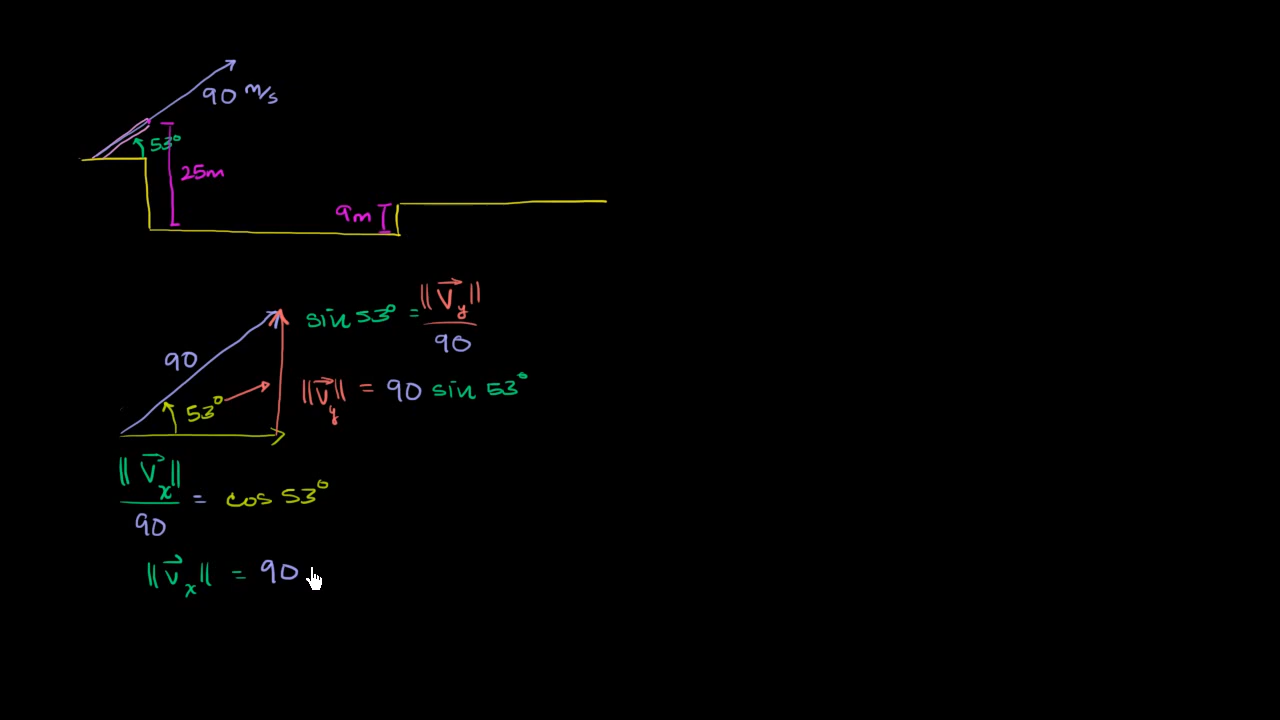 90 m/s
53°
25m
9m
sin 53° = ||V⃗y|| / 90
90
||V⃗y|| = 90 sin 53°
53°
||V⃗x|| / 90 = cos 53°
||V⃗x|| = 90